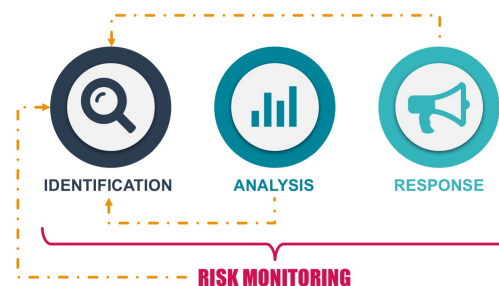 IDENTIFICATION
ANALYSIS
RESPONSE
RISK MONITORING